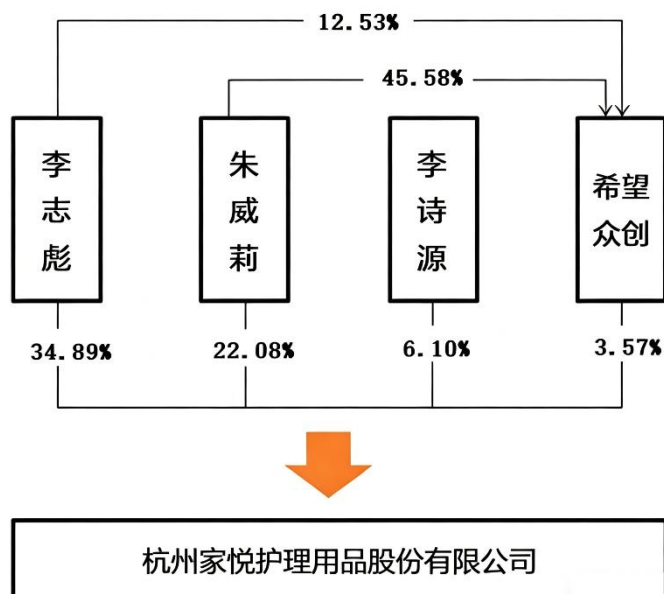 12.53%
45.58%
李志彪
朱威莉
李诗源
希望
众创
34.89%
22.08%
6.10%
3.57%
杭州家悦护理用品股份有限公司